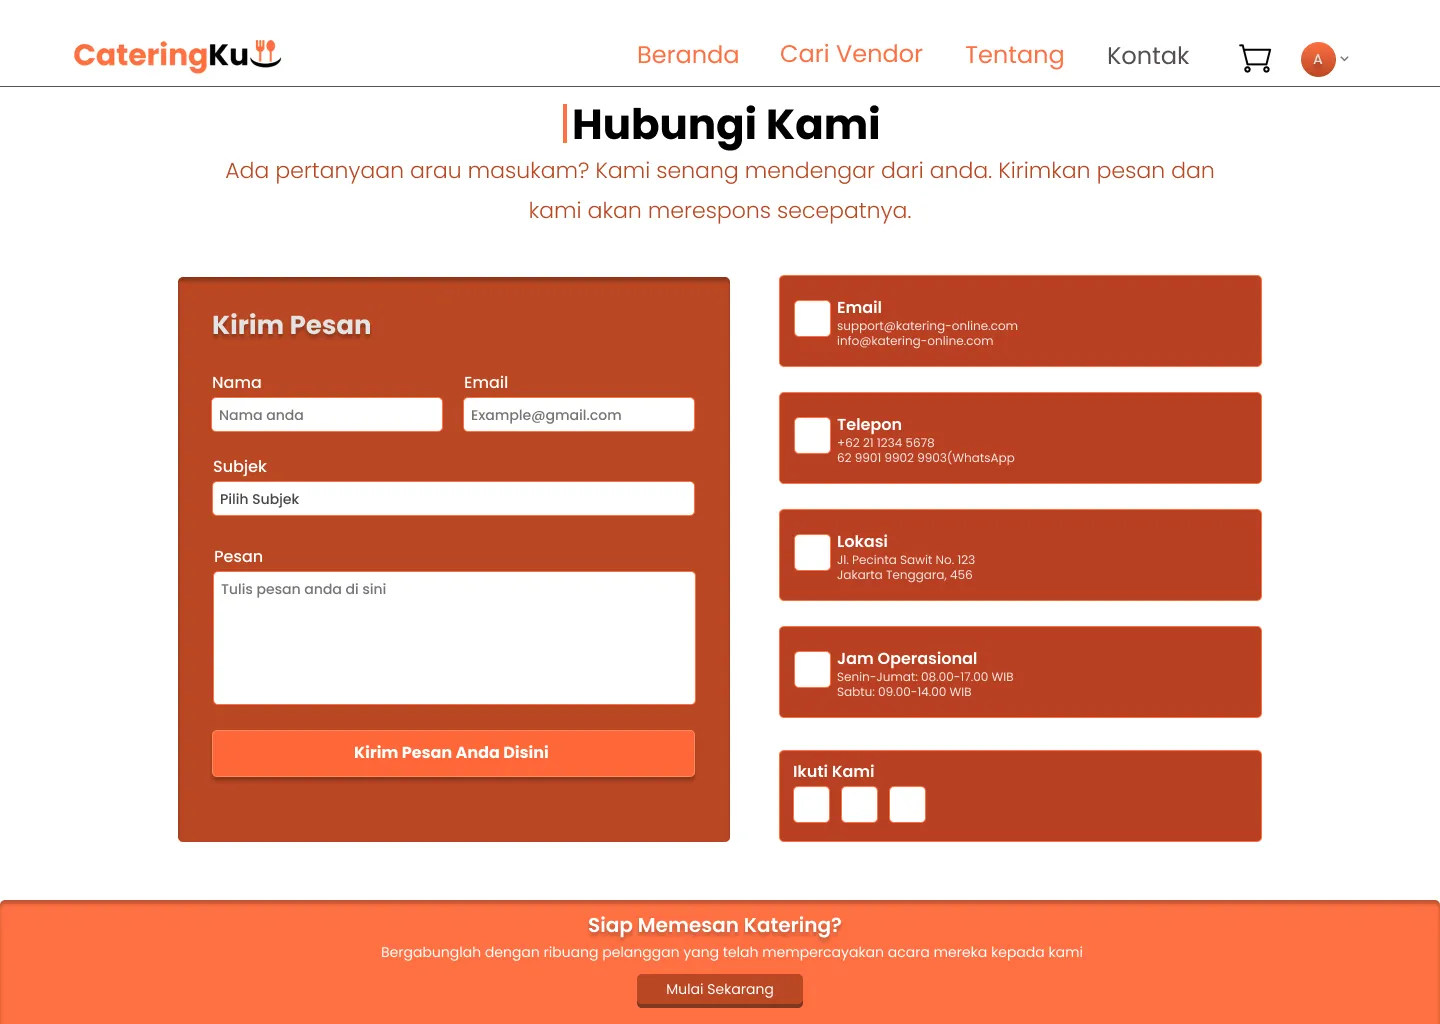 CateringKu
Beranda
Cari Vendor
Tentang
Kontak
A
Hubungi Kami
Ada pertanyaan arau masukam? Kami senang mendengar dari anda. Kirimkan pesan dan
kami akan merespons secepatnya.
Kirim Pesan
Nama
Email
Nama anda
Example@gmail.com
Subjek
Pilih Subjek
Pesan
Tulis pesan anda di sini
Kirim Pesan Anda Disini
Email
support@katering-online.com
info@katering-online.com
Telepon
+62 21 1234 5678
62 9901 9902 9903(WhatsApp
Lokasi
Jl. Pecinta Sawit No. 123
Jakarta Tenggara, 456
Jam Operasional
Senin-Jumat: 08.00-17.00 WIB
Sabtu: 09.00-14.00 WIB
Ikuti Kami
Siap Memesan Katering?
Bergabunglah dengan ribuang pelanggan yang telah mempercayakan acara mereka kepada kami
Mulai Sekarang